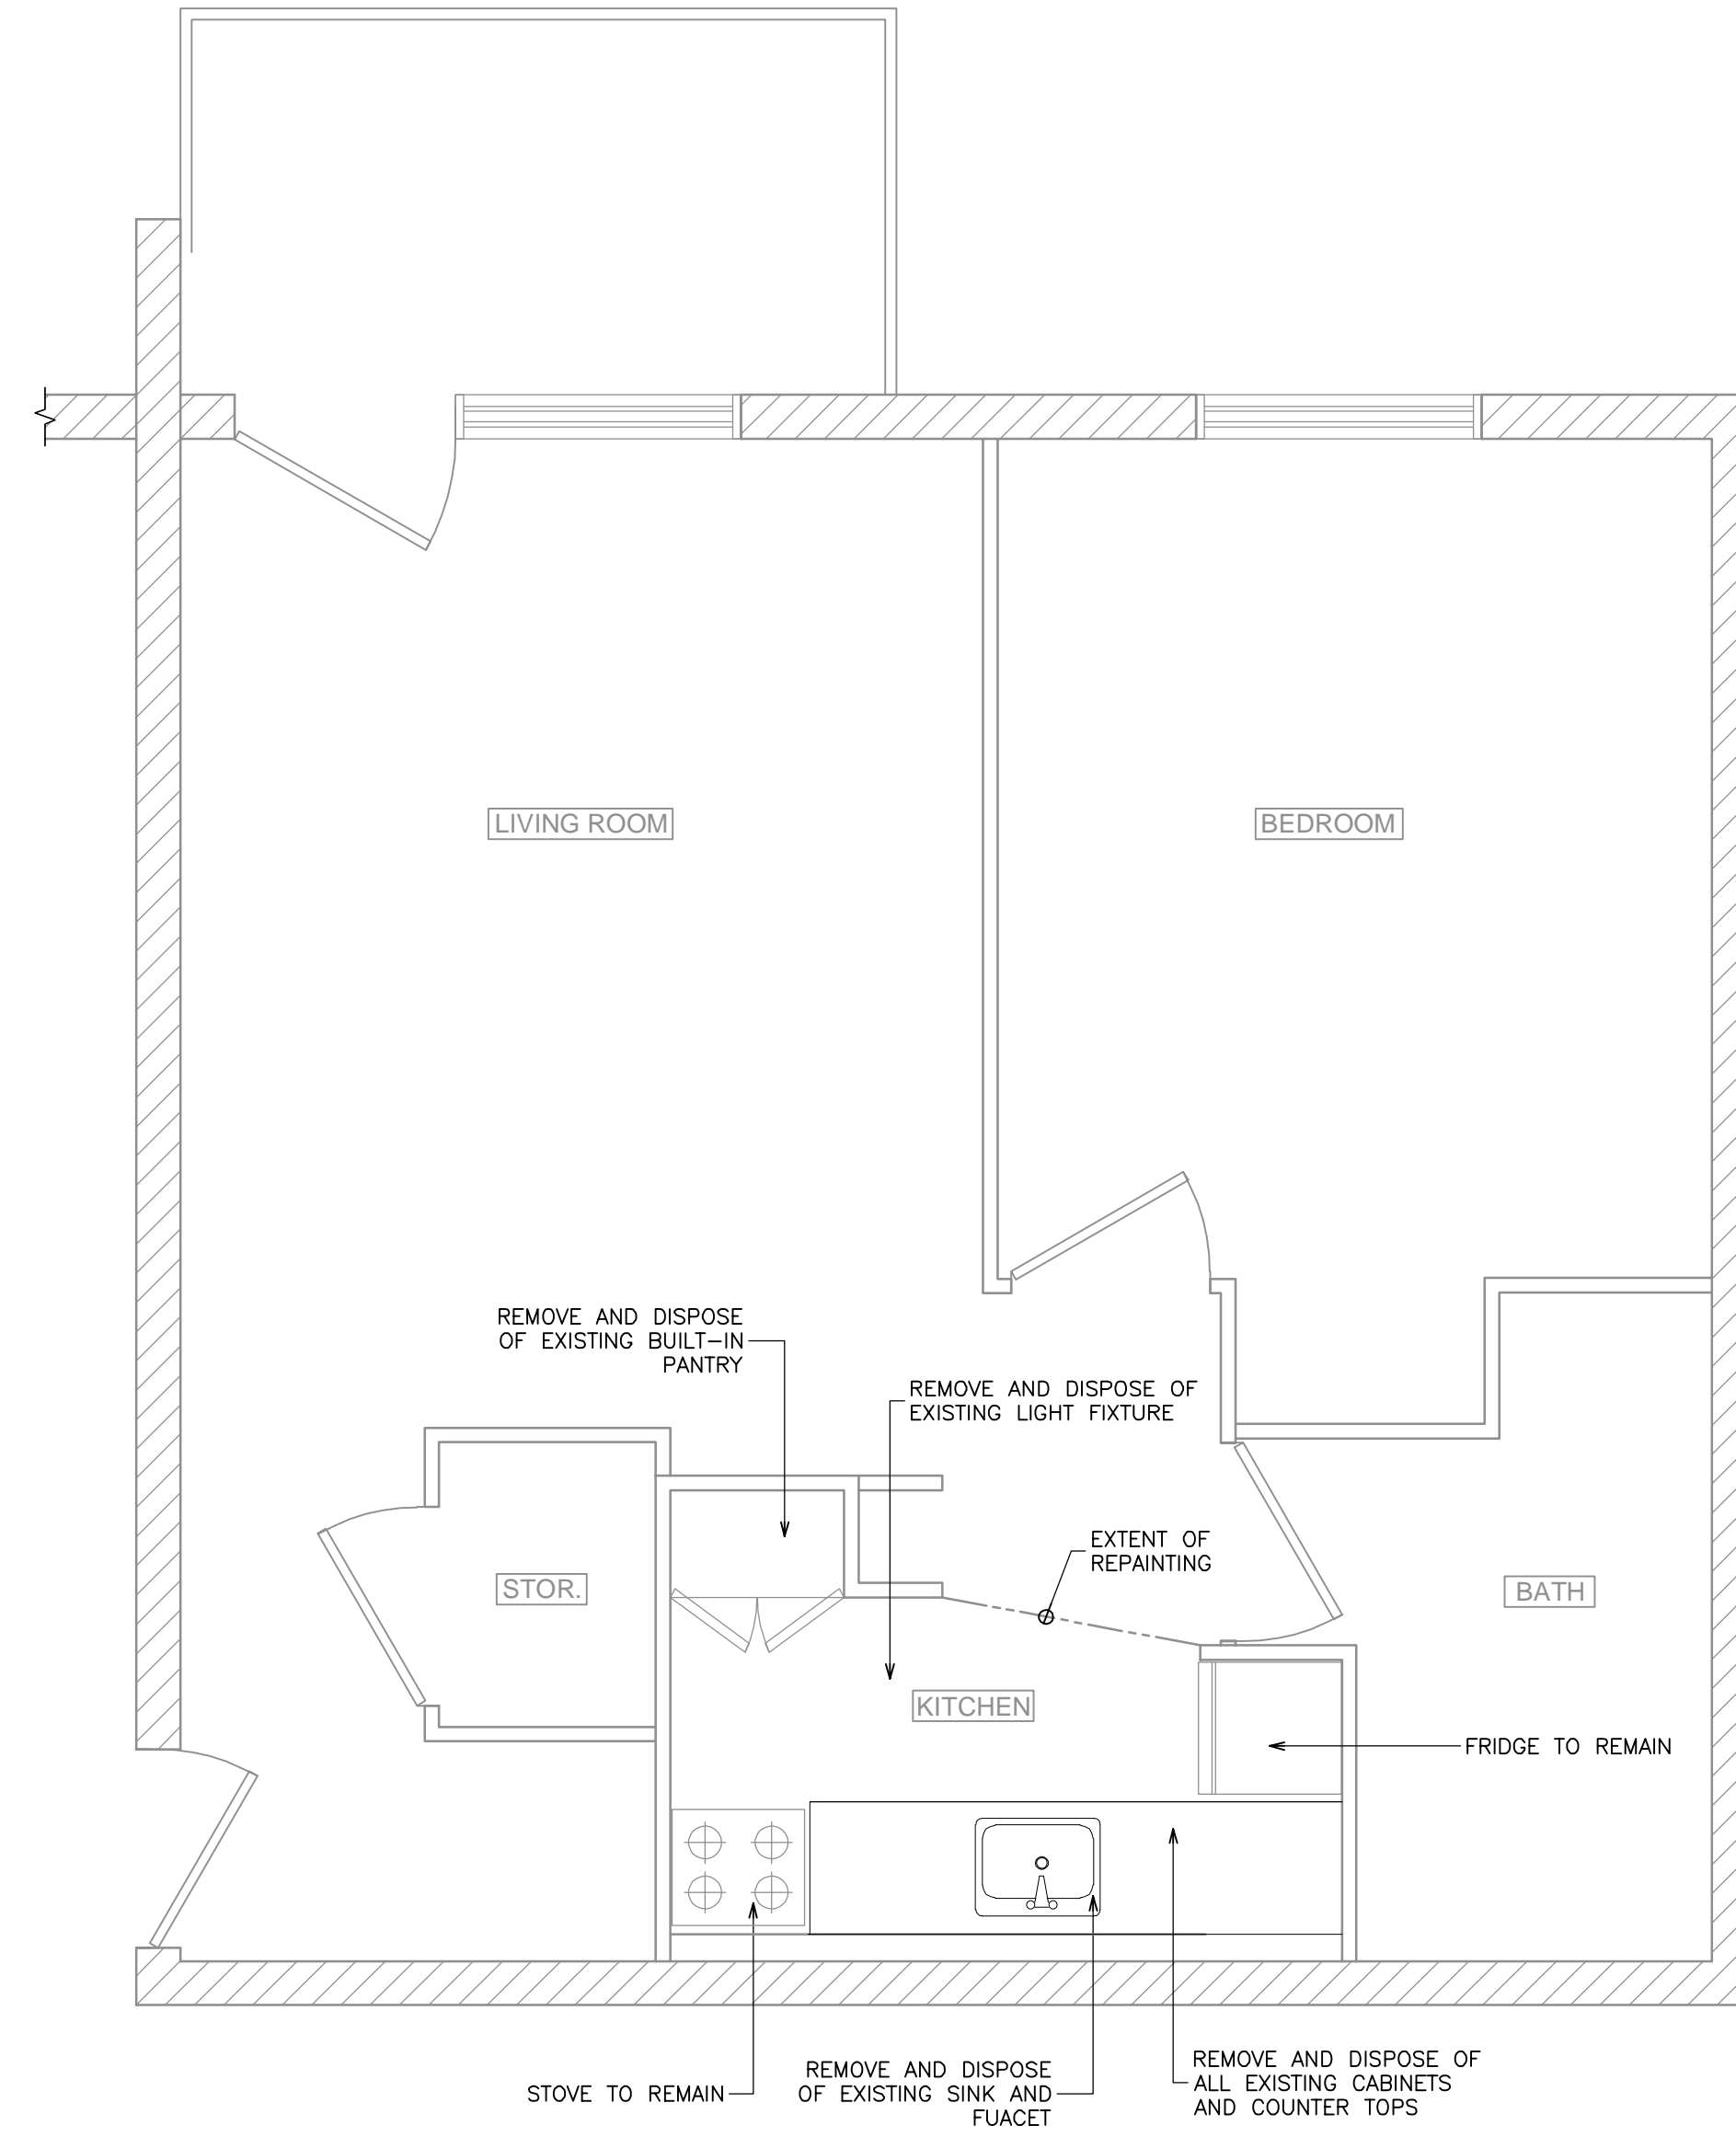 LIVING ROOM
BEDROOM
REMOVE AND DISPOSE
OF EXISTING BUILT-IN
PANTRY
REMOVE AND DISPOSE OF
EXISTING LIGHT FIXTURE
EXTENT OF
REPAINTING
STOR.
BATH
KITCHEN
FRIDGE TO REMAIN
STOVE TO REMAIN
REMOVE AND DISPOSE
OF EXISTING SINK AND
FUACET
REMOVE AND DISPOSE OF
ALL EXISTING CABINETS
AND COUNTER TOPS